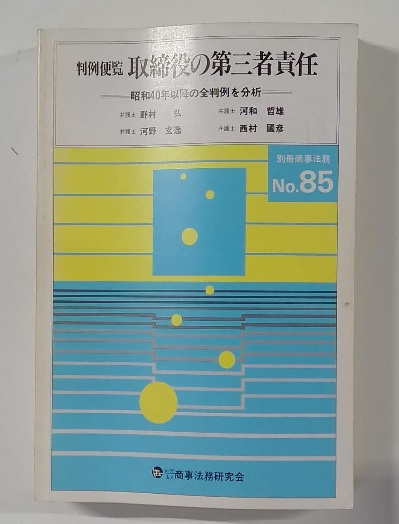 判例便覧 取締役の第三者責任
昭和40年以降の全判例を分析
弁護士 野村 弘 弁護士 河和 哲雄
弁護士 河野 玄逸 弁護士 西村 國彦
別冊商事法務
No.85
商事法務研究会